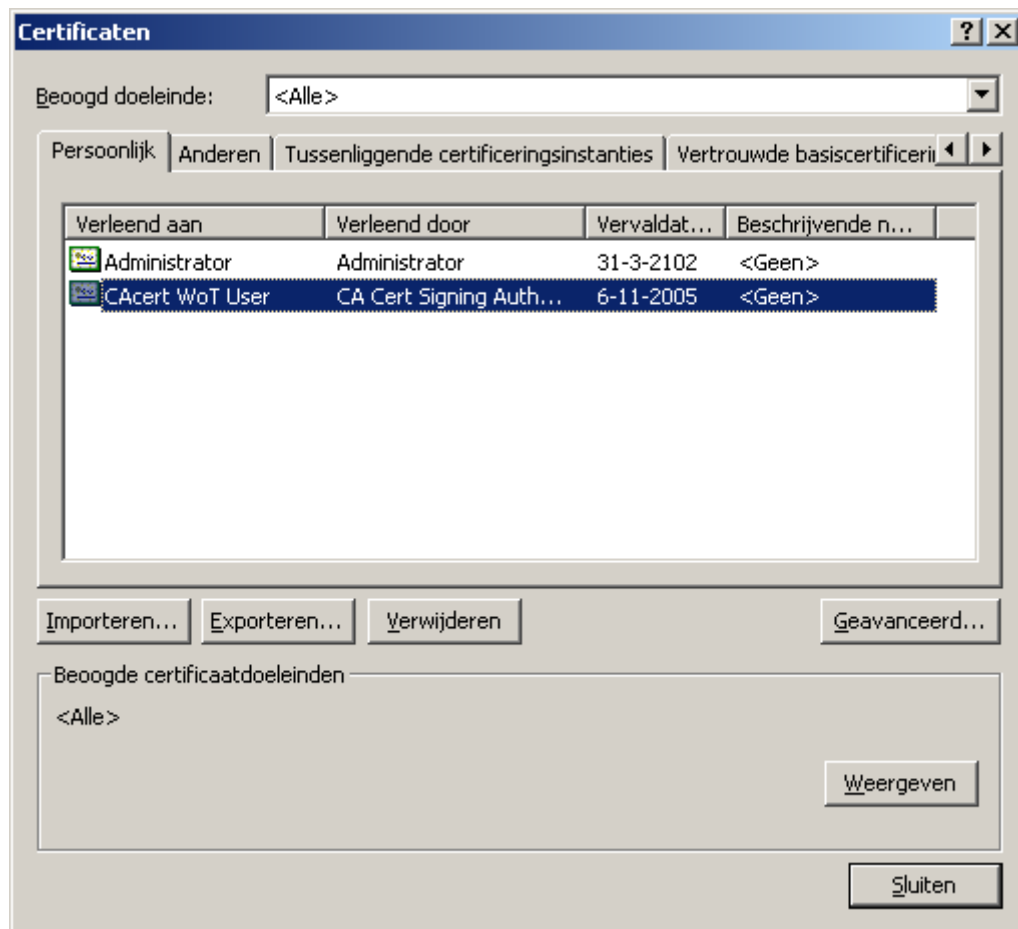 Certificaten
Beoogd doeleinde: <Alle>
Persoonlijk Anderen Tussenliggende certificeringsinstanties Vertrouwde basiscertificerin
Verleend aan Verleend door Vervaldat... Beschrijvende n...
Administrator Administrator 31-3-2102 <Geen>
CAcert WoT User CA Cert Signing Auth... 6-11-2005 <Geen>
Importeren... Exporteren... Verwijderen Geavanceerd...
Beoogde certificaatdoeleinden
<Alle>
Weergeven
Sluiten